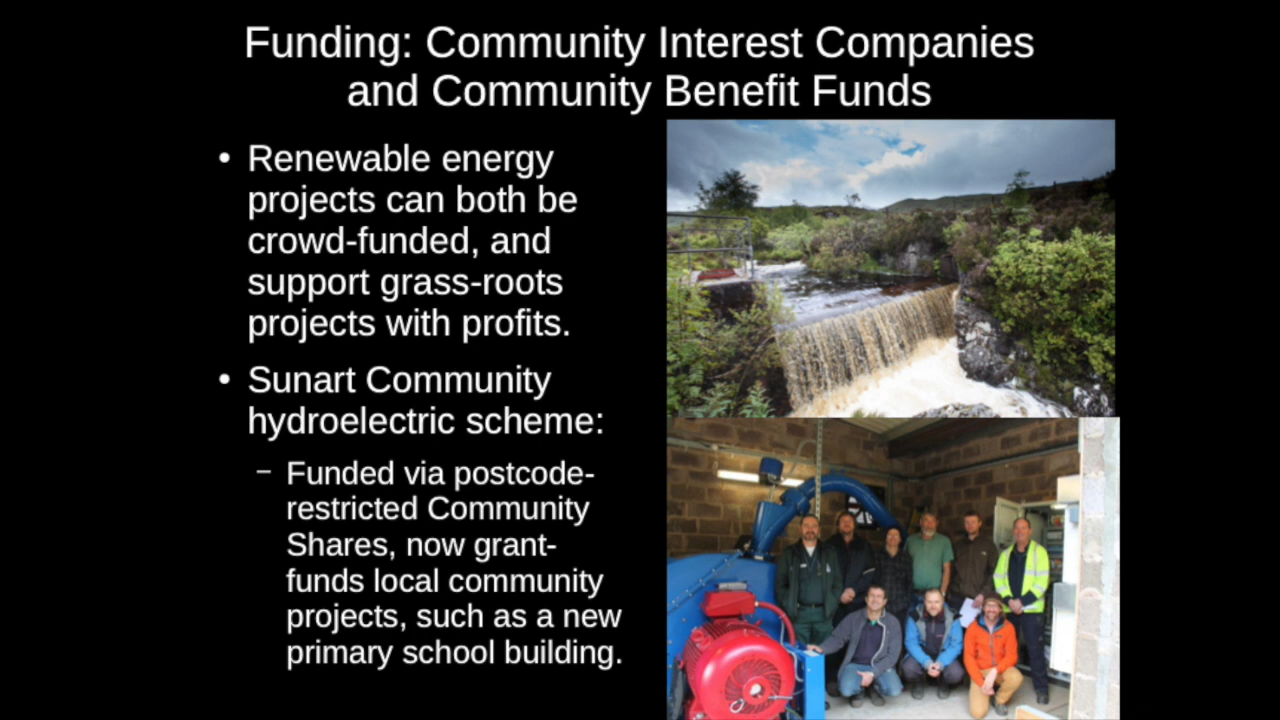 Funding: Community Interest Companies
and Community Benefit Funds
• Renewable energy
projects can both be
crowd-funded, and
support grass-roots
projects with profits.
• Sunart Community
hydroelectric scheme:
– Funded via postcode-
restricted Community
Shares, now grant-
funds local community
projects, such as a new
primary school building.